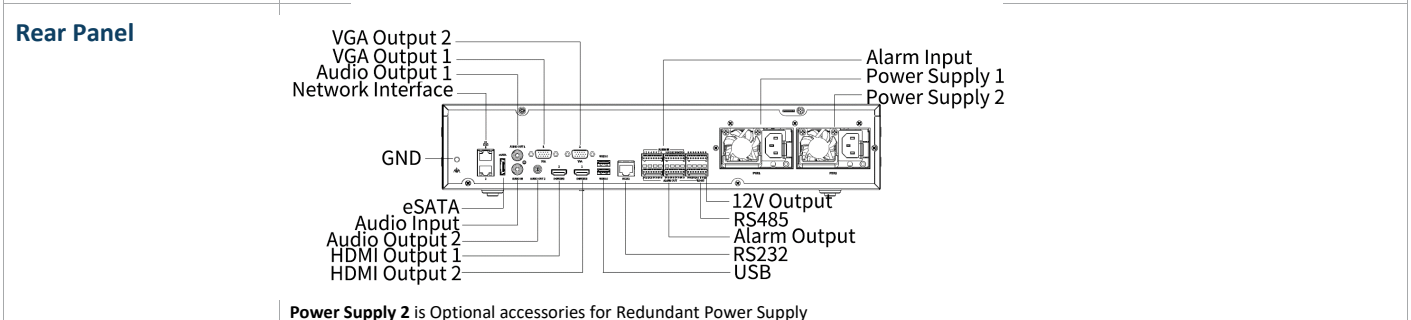 Rear Panel
VGA Output 2
VGA Output 1
Audio Output 1
Network Interface
Alarm Input
Power Supply 1
Power Supply 2
GND
eSATA
Audio Input
Audio Output 2
HDMI Output 1
HDMI Output 2
12V Output
RS485
Alarm Output
RS232
USB
Power Supply 2 is Optional accessories for Redundant Power Supply